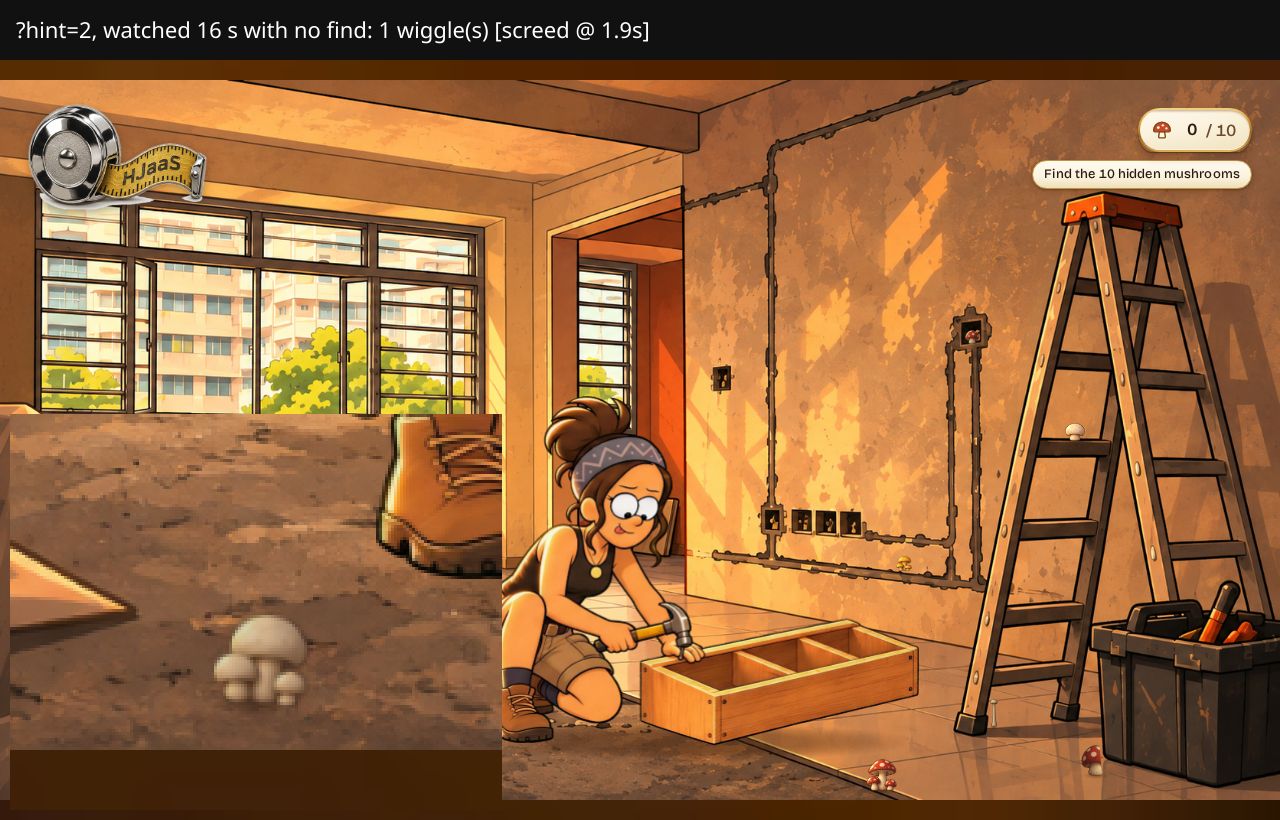 ?hint=2, watched 16 s with no find: 1 wiggle(s) [screed @ 1.9s]
HJaaS
0 / 10
Find the 10 hidden mushrooms